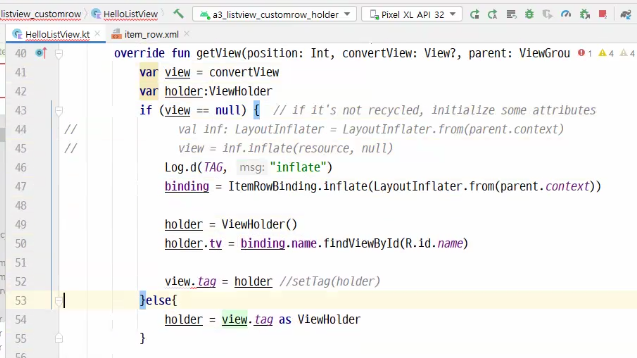 listview_customrow HelloListView a3_listview_customrow_holder Pixel XL API 32
HelloListView.kt item_row.xml
40 override fun getView(position: Int, convertView: View?, parent: ViewGrou 1 4 4
41 var view = convertView
42 var holder:ViewHolder
43 if (view == null) { // if it's not recycled, initialize some attributes
44 // val inf: LayoutInflater = LayoutInflater.from(parent.context)
45 // view = inf.inflate(resource, null)
46 Log.d(TAG, msg: "inflate")
47 binding = ItemRowBinding.inflate(LayoutInflater.from(parent.context))
48
49 holder = ViewHolder()
50 holder.tv = binding.name.findViewById(R.id.name)
51
52 view.tag = holder //setTag(holder)
53 }else{
54 holder = view.tag as ViewHolder
55 }